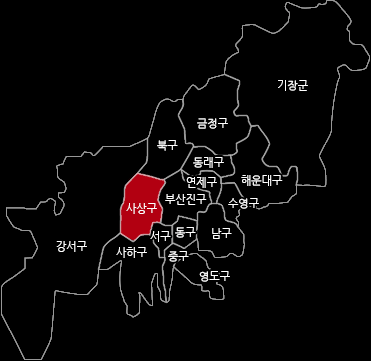 기장군
금정구
북구
동래구
연제구
해운대구
부산진구
수영구
사상구
서구
동구
남구
강서구
사하구
중구
영도구